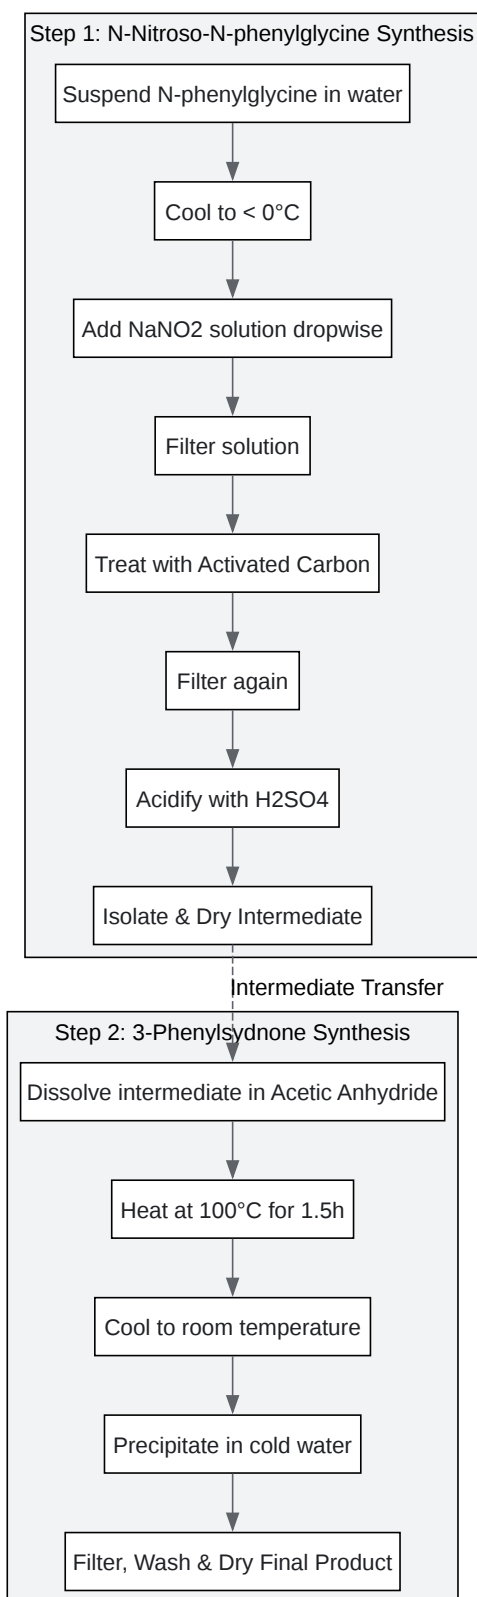 Step 1: N-Nitroso-N-phenylglycine Synthesis
Suspend N-phenylglycine in water
Cool to < 0°C
Add NaNO2 solution dropwise
Filter solution
Treat with Activated Carbon
Filter again
Acidify with H2SO4
Isolate & Dry Intermediate
Intermediate Transfer
Step 2: 3-Phenylsydnone Synthesis
Dissolve intermediate in Acetic Anhydride
Heat at 100°C for 1.5h
Cool to room temperature
Precipitate in cold water
Filter, Wash & Dry Final Product